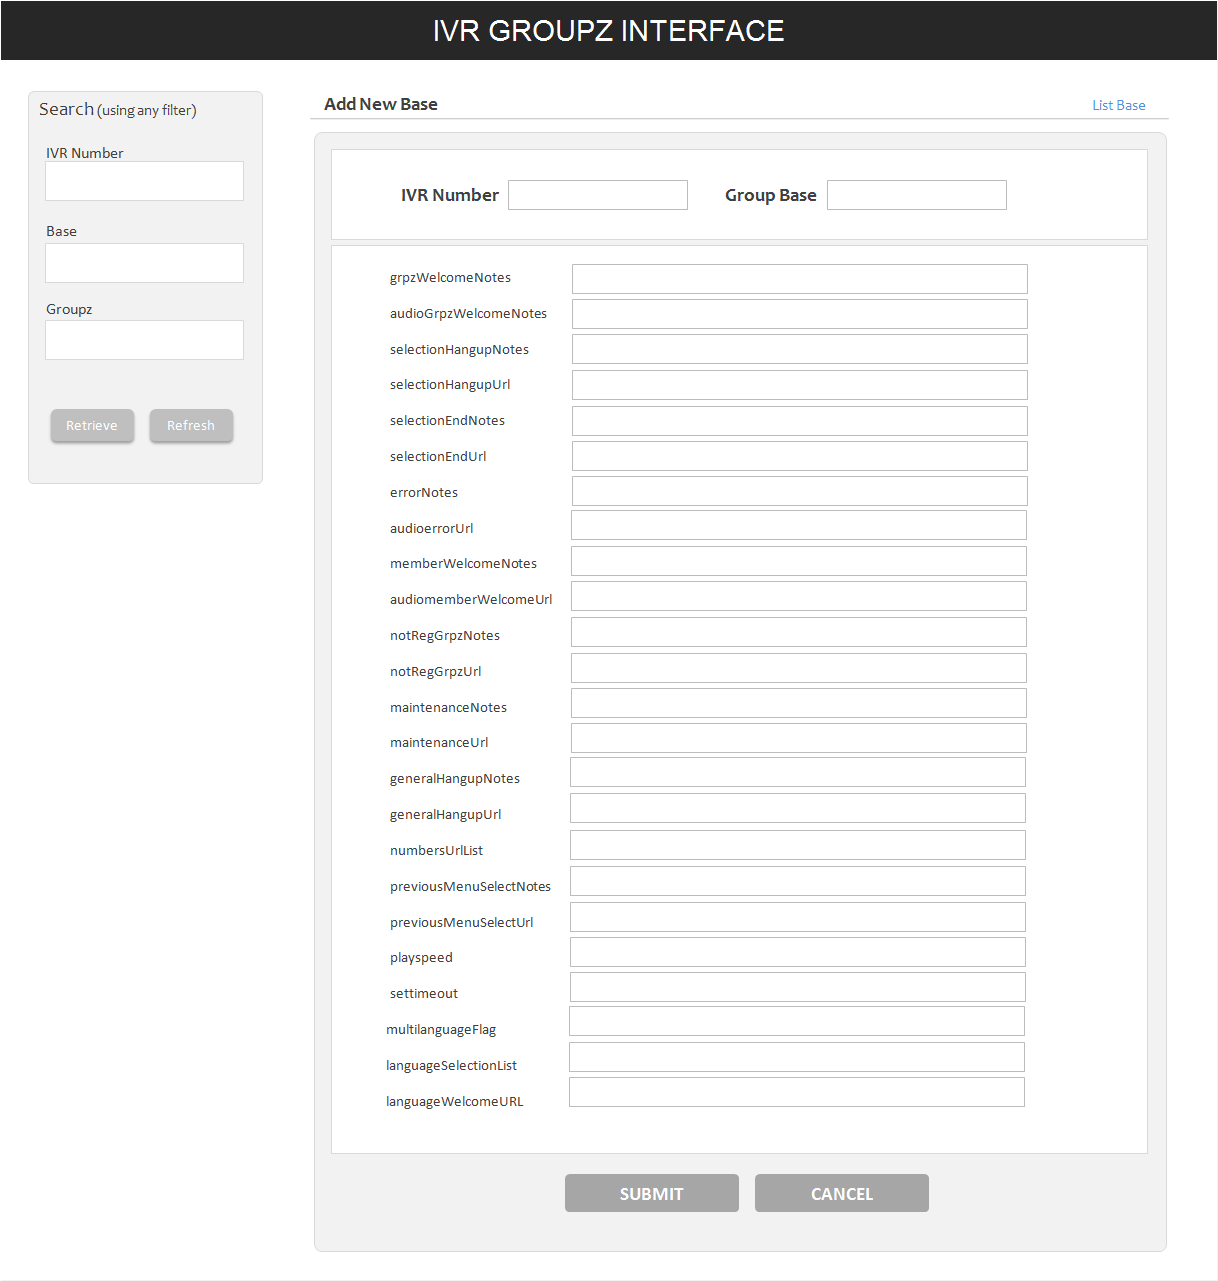 IVR GROUPZ INTERFACE
Search (using any filter)
IVR Number
Base
Groupz
Retrieve Refresh
Add New Base List Base
IVR Number Group Base
grpzWelcomeNotes
audioGrpzWelcomeNotes
selectionHangupNotes
selectionHangupUrl
selectionEndNotes
selectionEndUrl
errorNotes
audioerrorUrl
memberWelcomeNotes
audiomemberWelcomeUrl
notRegGrpzNotes
notRegGrpzUrl
maintenanceNotes
maintenanceUrl
generalHangupNotes
generalHangupUrl
numbersUrlList
previousMenuSelectNotes
previousMenuSelectUrl
playspeed
settimeout
multilanguageFlag
languageSelectionList
languageWelcomeURL
SUBMIT CANCEL